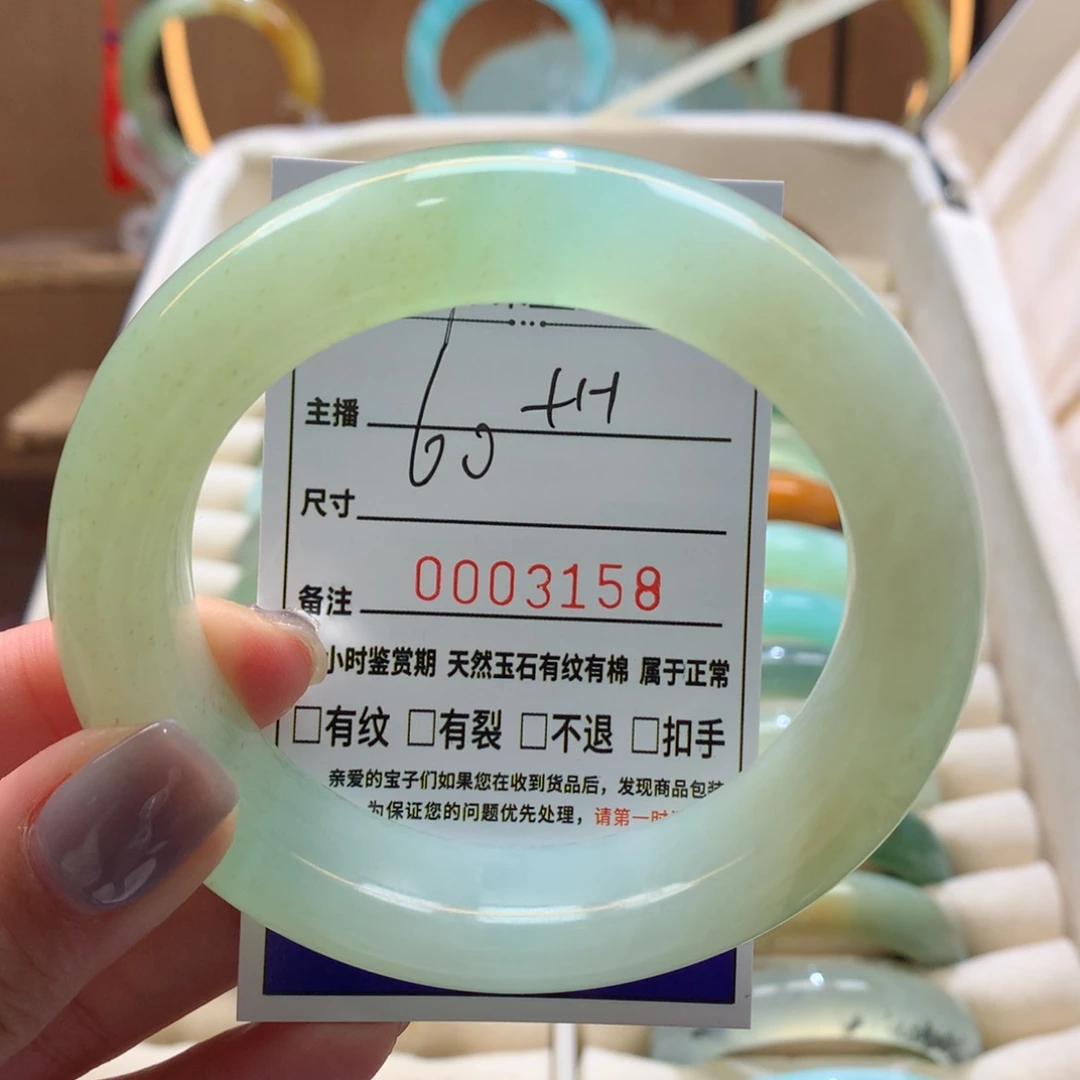 主播
60
尺寸
备注 0003158
小时鉴赏期 天然玉石有纹有棉 属于正常
□有纹 □有裂 □不退 □扣手
亲爱的宝子们如果您在收到货品后，发现商品包装
为保证您的问题优先处理，请第一时